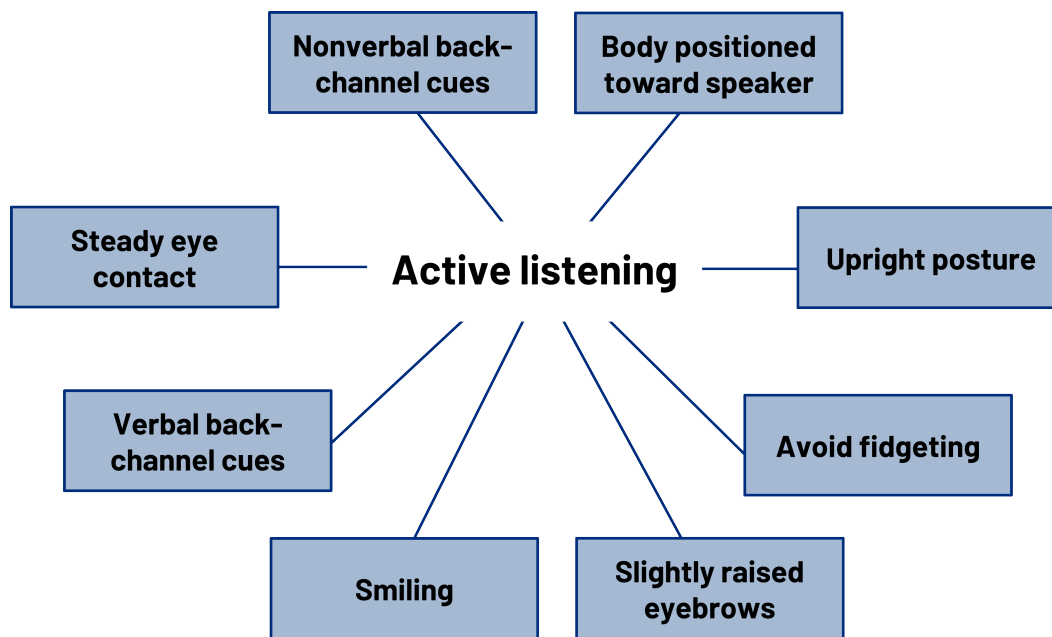 Nonverbal back-
channel cues
Body positioned
toward speaker
Steady eye
contact
Active listening
Upright posture
Verbal back-
channel cues
Avoid fidgeting
Smiling
Slightly raised
eyebrows